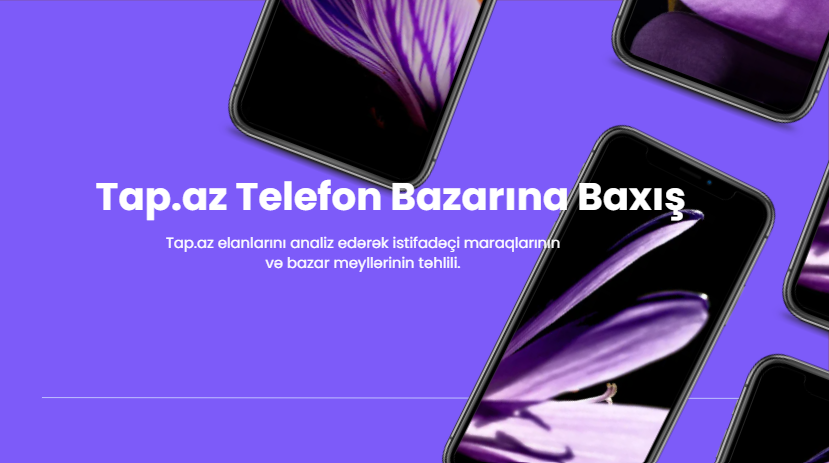 Tap.az Telefon Bazarına Baxış
Tap.az elanlarını analiz edərək istifadəçi maraqlarının
və bazar meyllərinin təhlili.